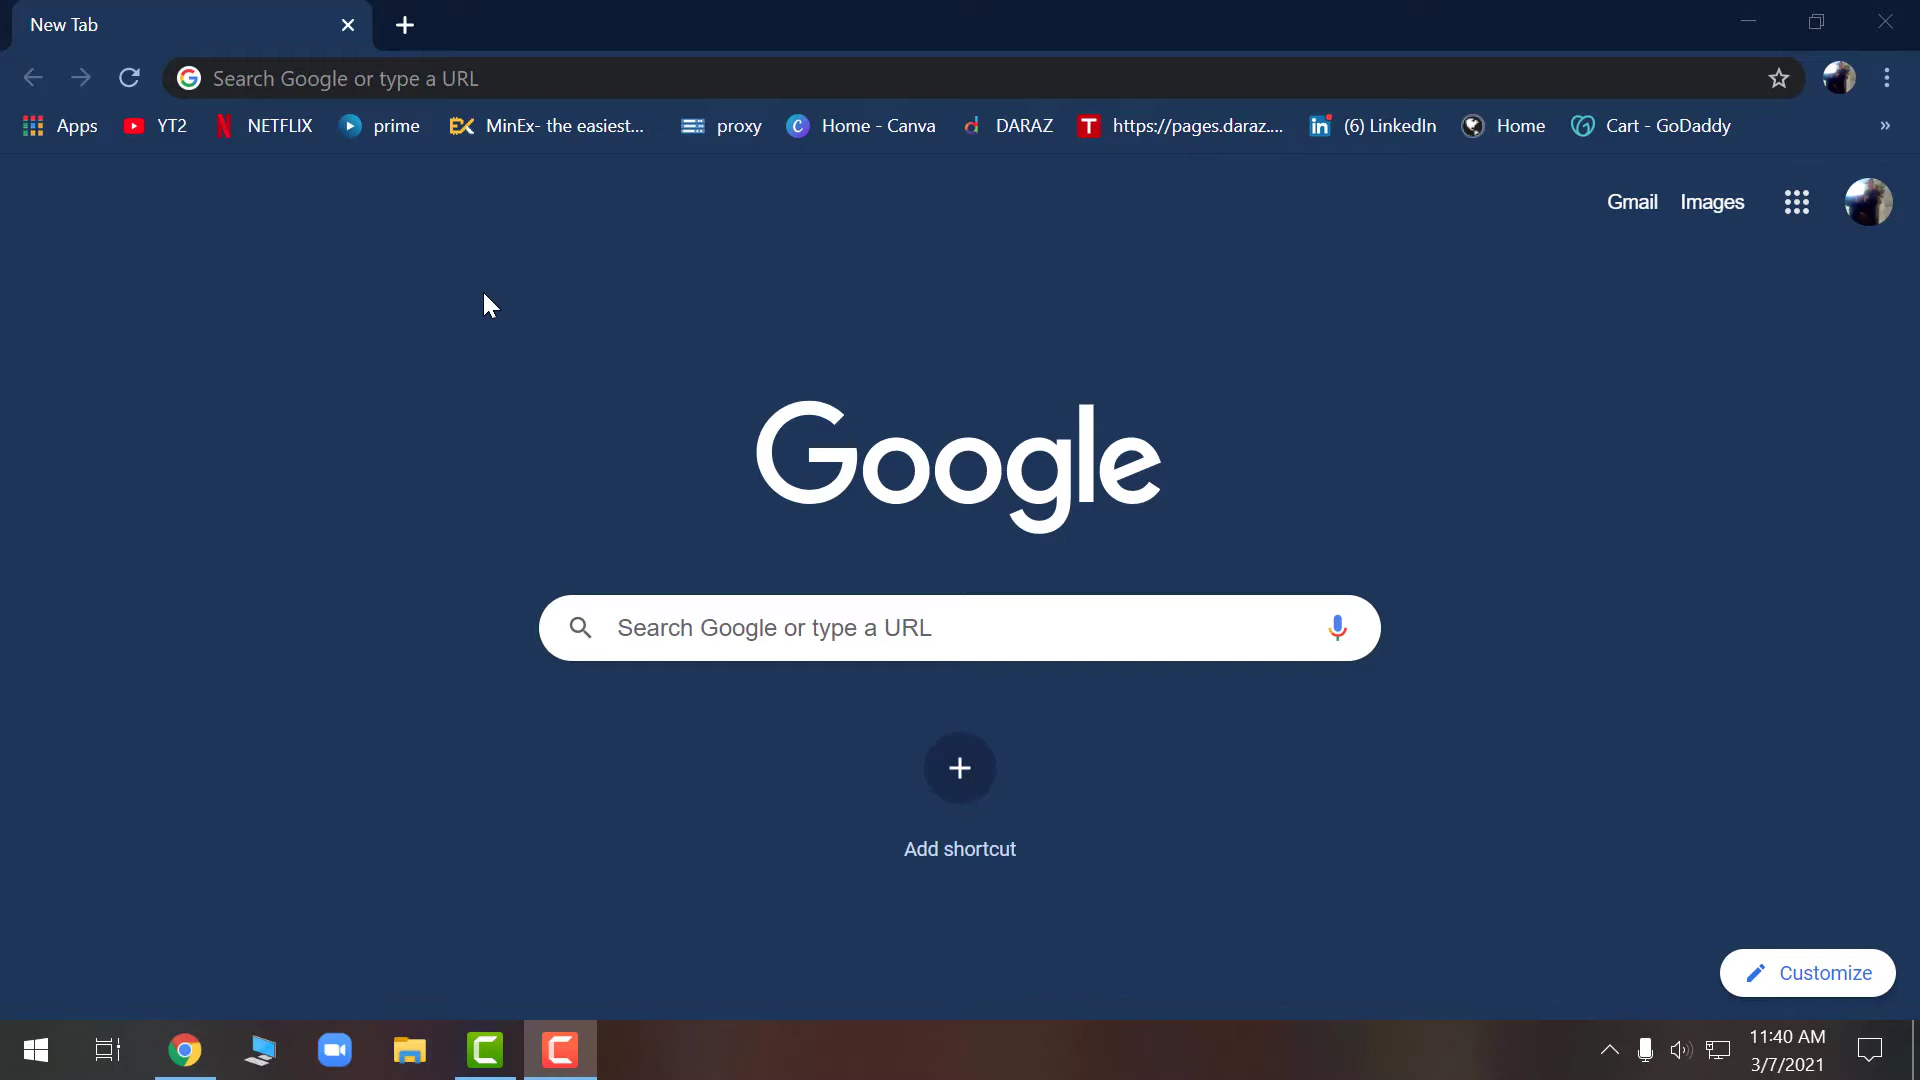 New Tab
Search Google or type a URL
Apps YT2 NETFLIX prime MinEx- the easiest... proxy Home - Canva DARAZ https://pages.daraz.... (6) LinkedIn Home Cart - GoDaddy »
Gmail Images
Google
Search Google or type a URL
Add shortcut
Customize
11:40 AM
3/7/2021